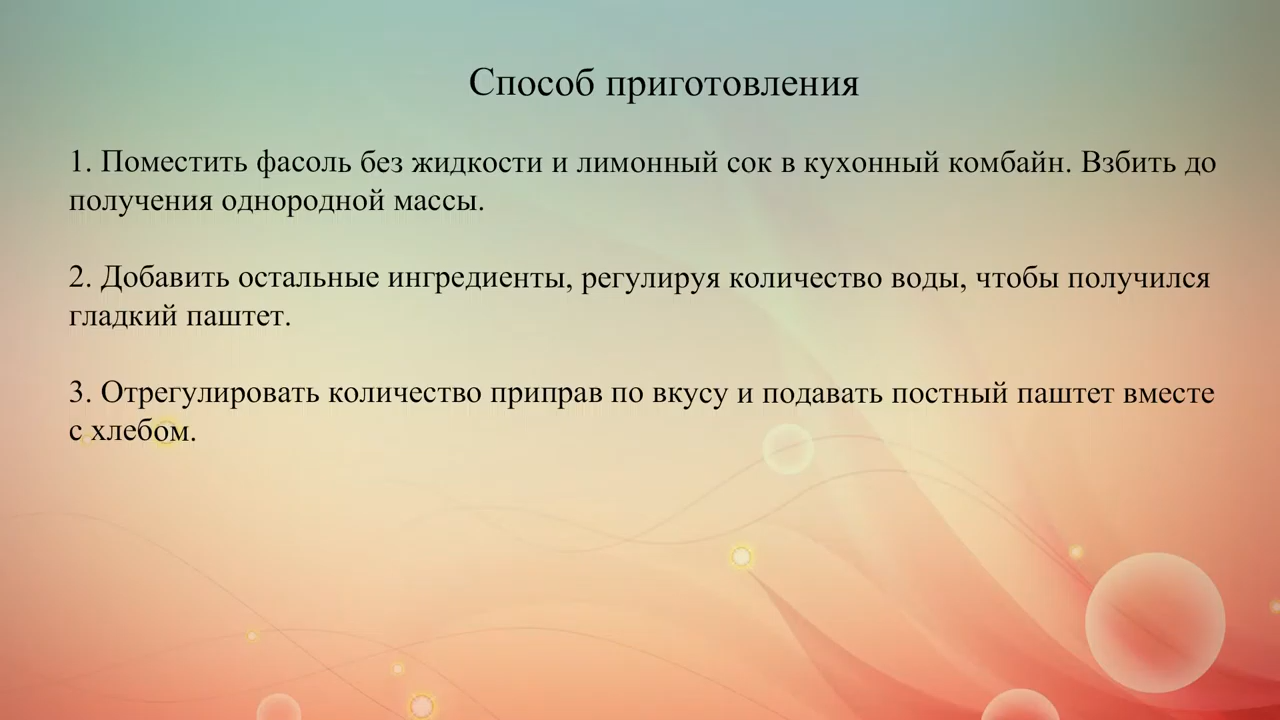 Способ приготовления
1. Поместить фасоль без жидкости и лимонный сок в кухонный комбайн. Взбить до
получения однородной массы.
2. Добавить остальные ингредиенты, регулируя количество воды, чтобы получился
гладкий паштет.
3. Отрегулировать количество приправ по вкусу и подавать постный паштет вместе
с хлебом.